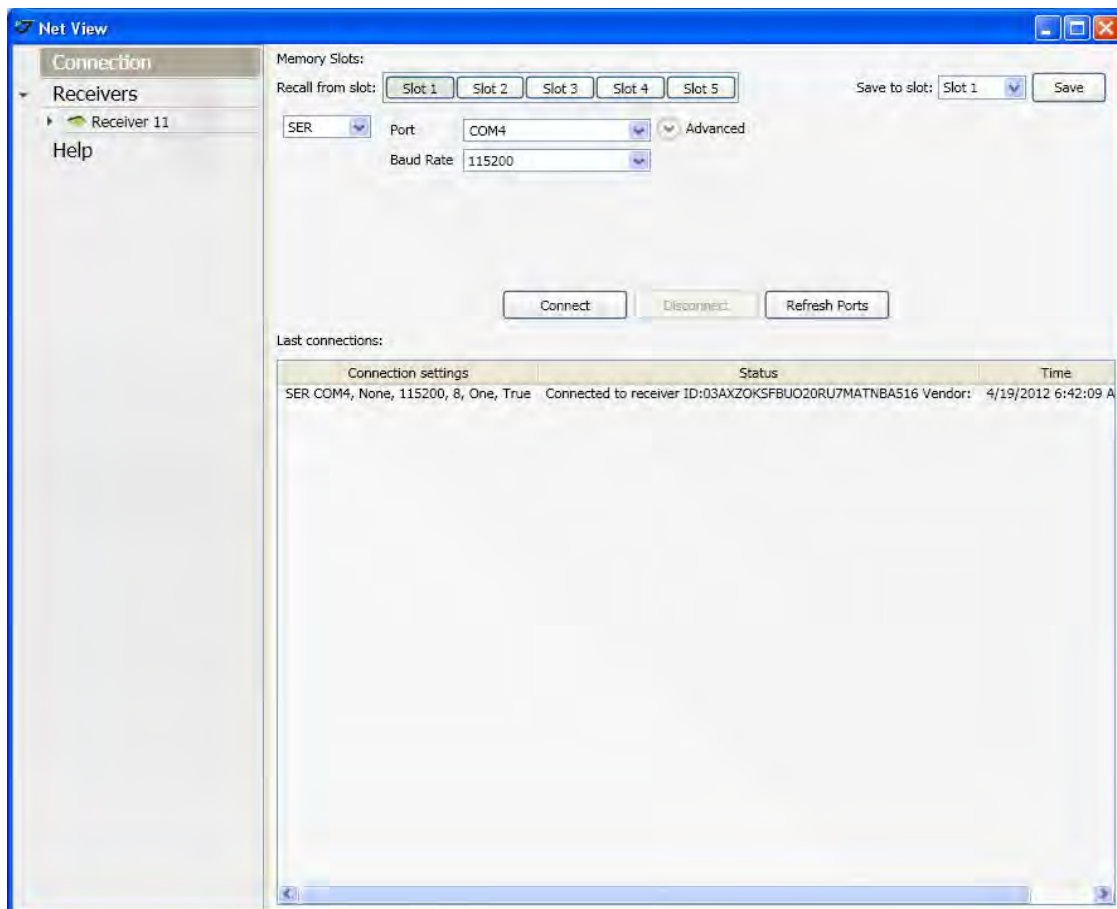 Net View
Connection
Receivers
Receiver 11
Help
Memory Slots:
Recall from slot: Slot 1 Slot 2 Slot 3 Slot 4 Slot 5 Save to slot: Slot 1 Save
SER Port COM4 Advanced
Baud Rate 115200
Connect Disconnect Refresh Ports
Last connections:
Connection settings Status Time
SER COM4, None, 115200, 8, One, True Connected to receiver ID:03AXZOKSFBUO20RU7MATNBA516 Vendor: 4/19/2012 6:42:09 A